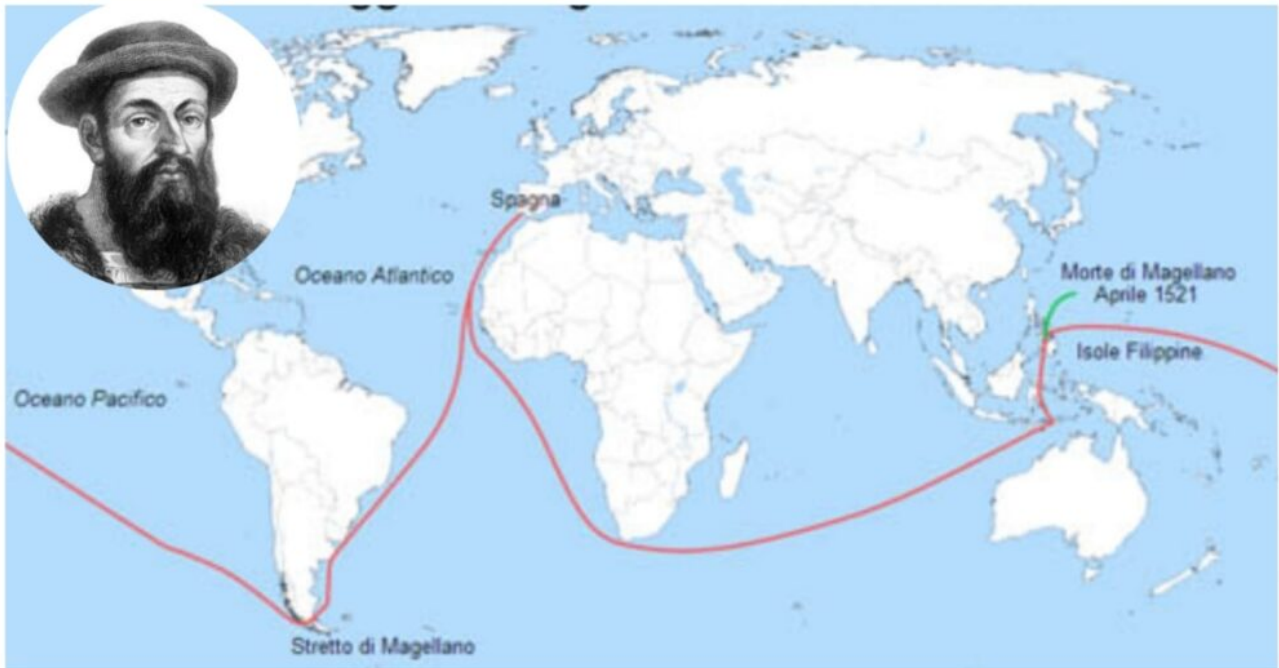 Spagna
Oceano Atlantico
Morte di Magellano
Aprile 1521
Isole Filippine
Oceano Pacifico
Stretto di Magellano